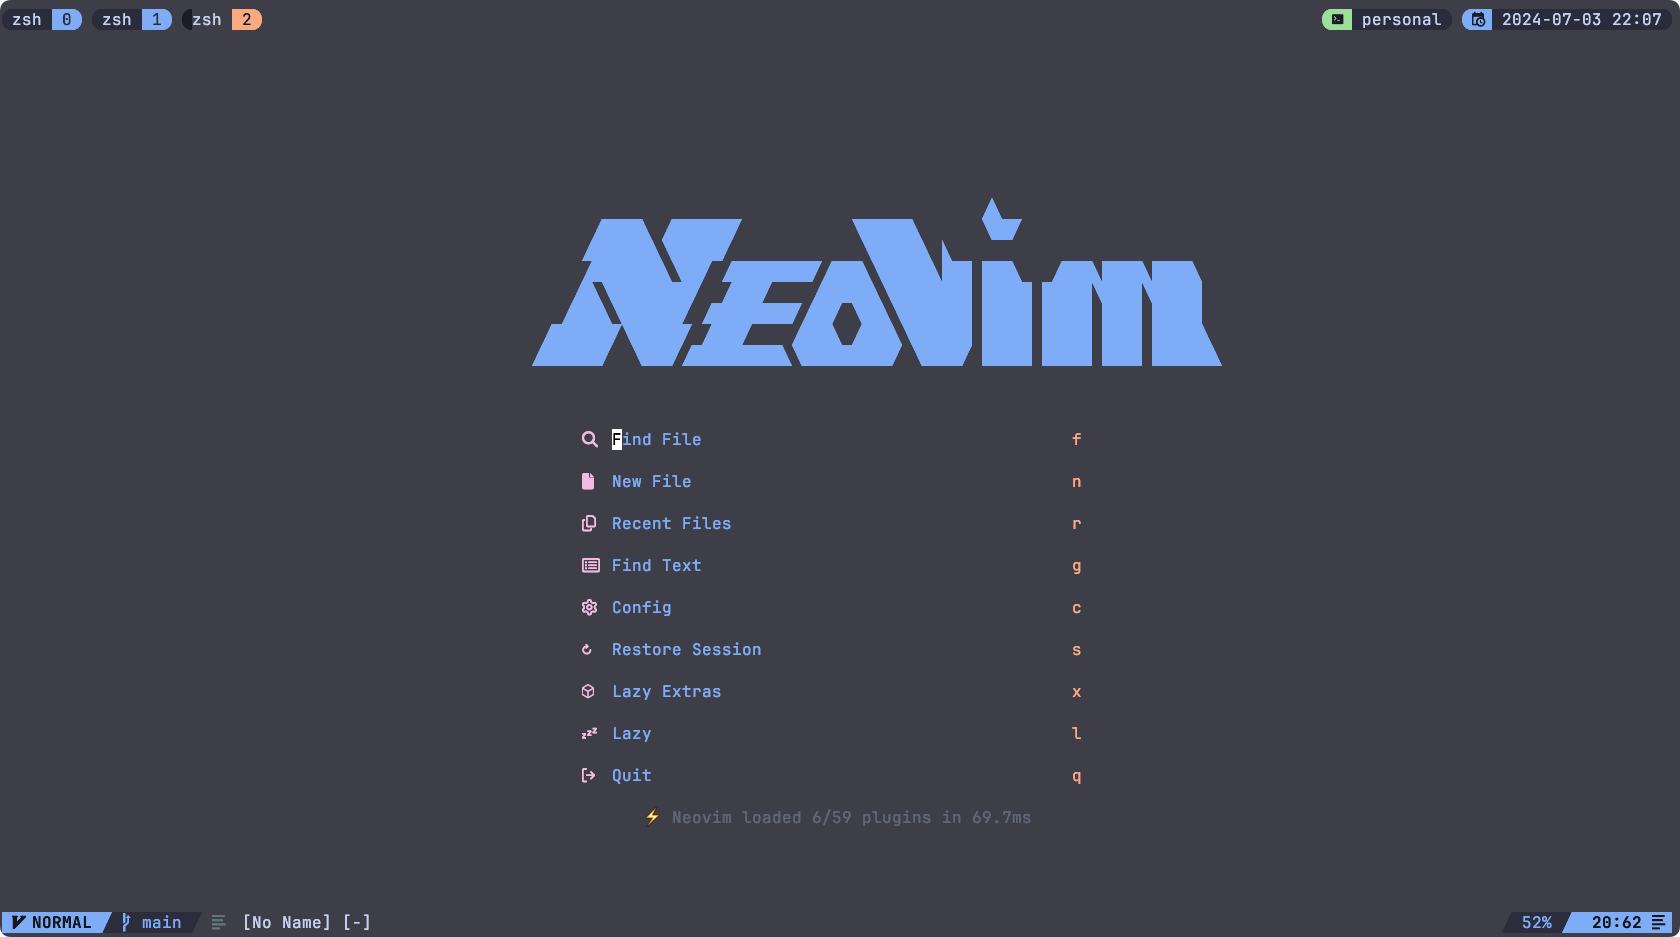 zsh 0 zsh 1 zsh 2 personal 2024-07-03 22:07
NEOVIM
Find File f
New File n
Recent Files r
Find Text g
Config c
Restore Session s
Lazy Extras x
Lazy l
Quit q
Neovim loaded 6/59 plugins in 69.7ms
NORMAL main [No Name] [-] 52% 20:62